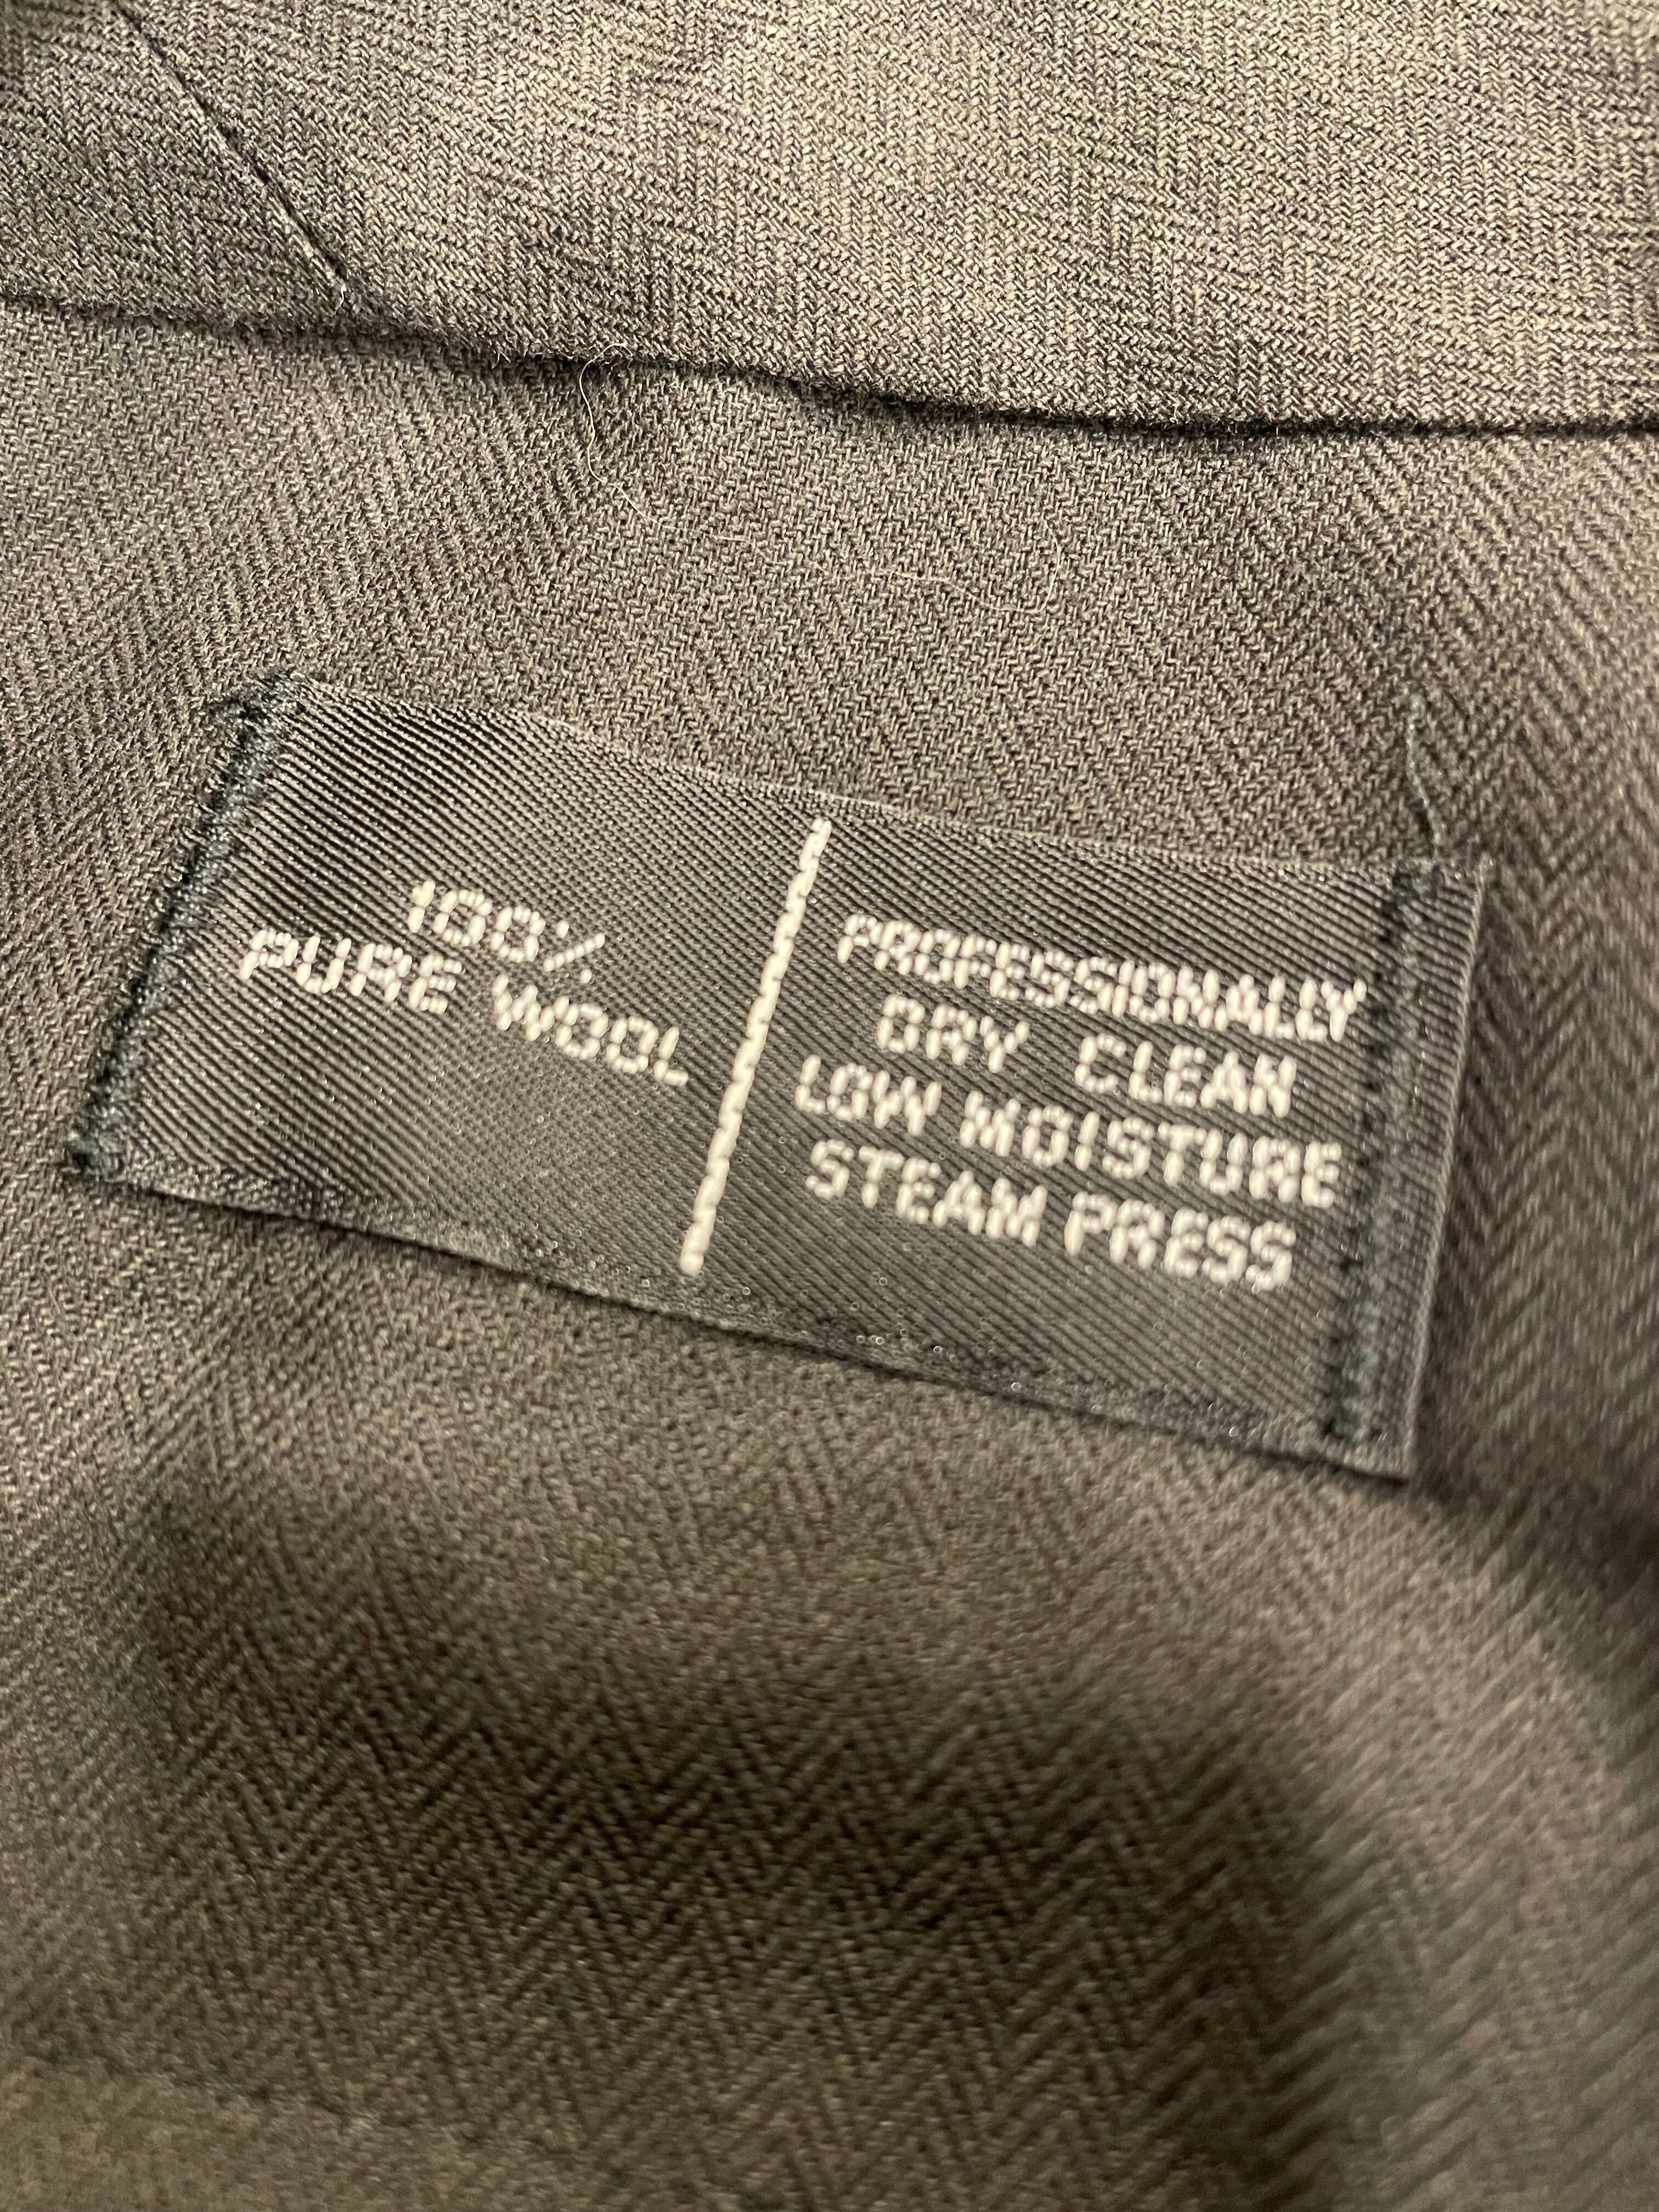 100%
PURE WOOL
PROFESSIONALLY
DRY CLEAN
LOW MOISTURE
STEAM PRESS